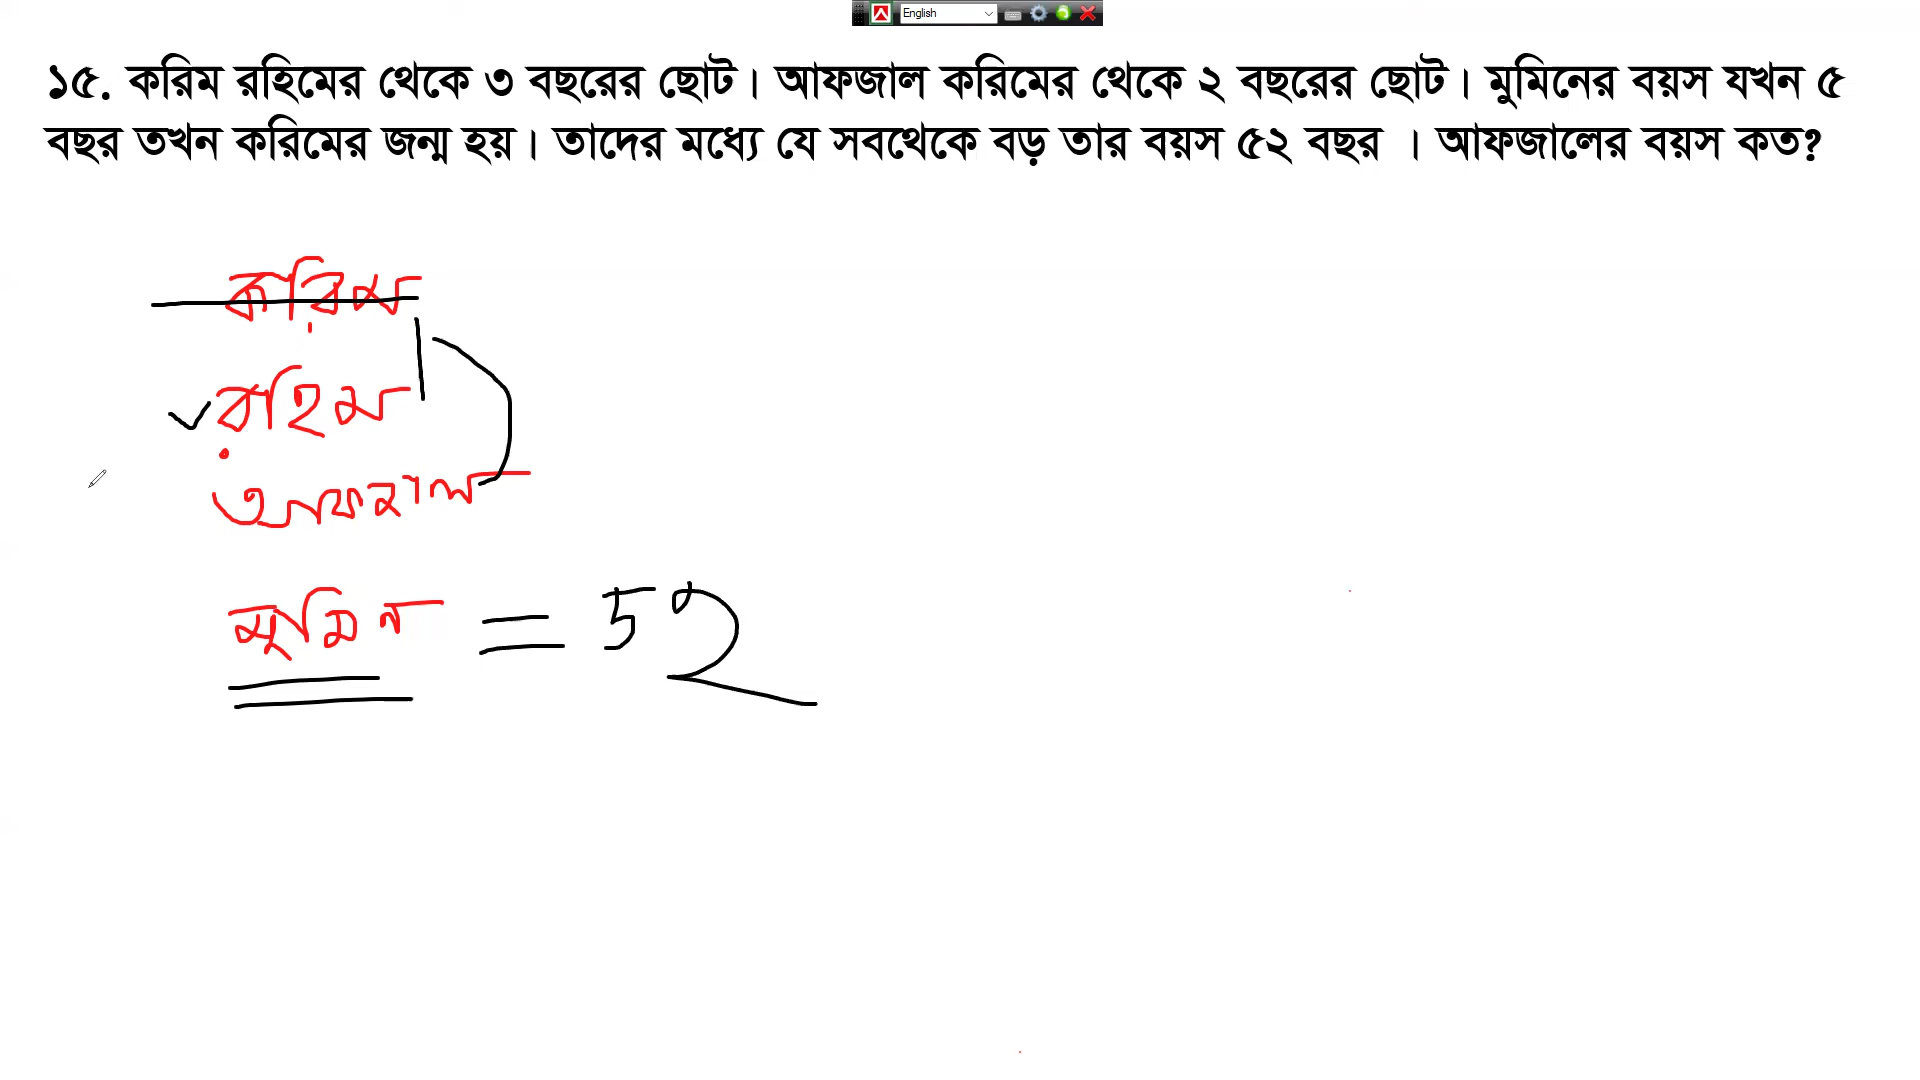 English
১৫. করিম রহিমের থেকে ৩ বছরের ছোট। আফজাল করিমের থেকে ২ বছরের ছোট। মুমিনের বয়স যখন ৫
বছর তখন করিমের জন্ম হয়। তাদের মধ্যে যে সবথেকে বড় তার বয়স ৫২ বছর । আফজালের বয়স কত?
করিম
রহিম
আফজাল
মুমিন = 52